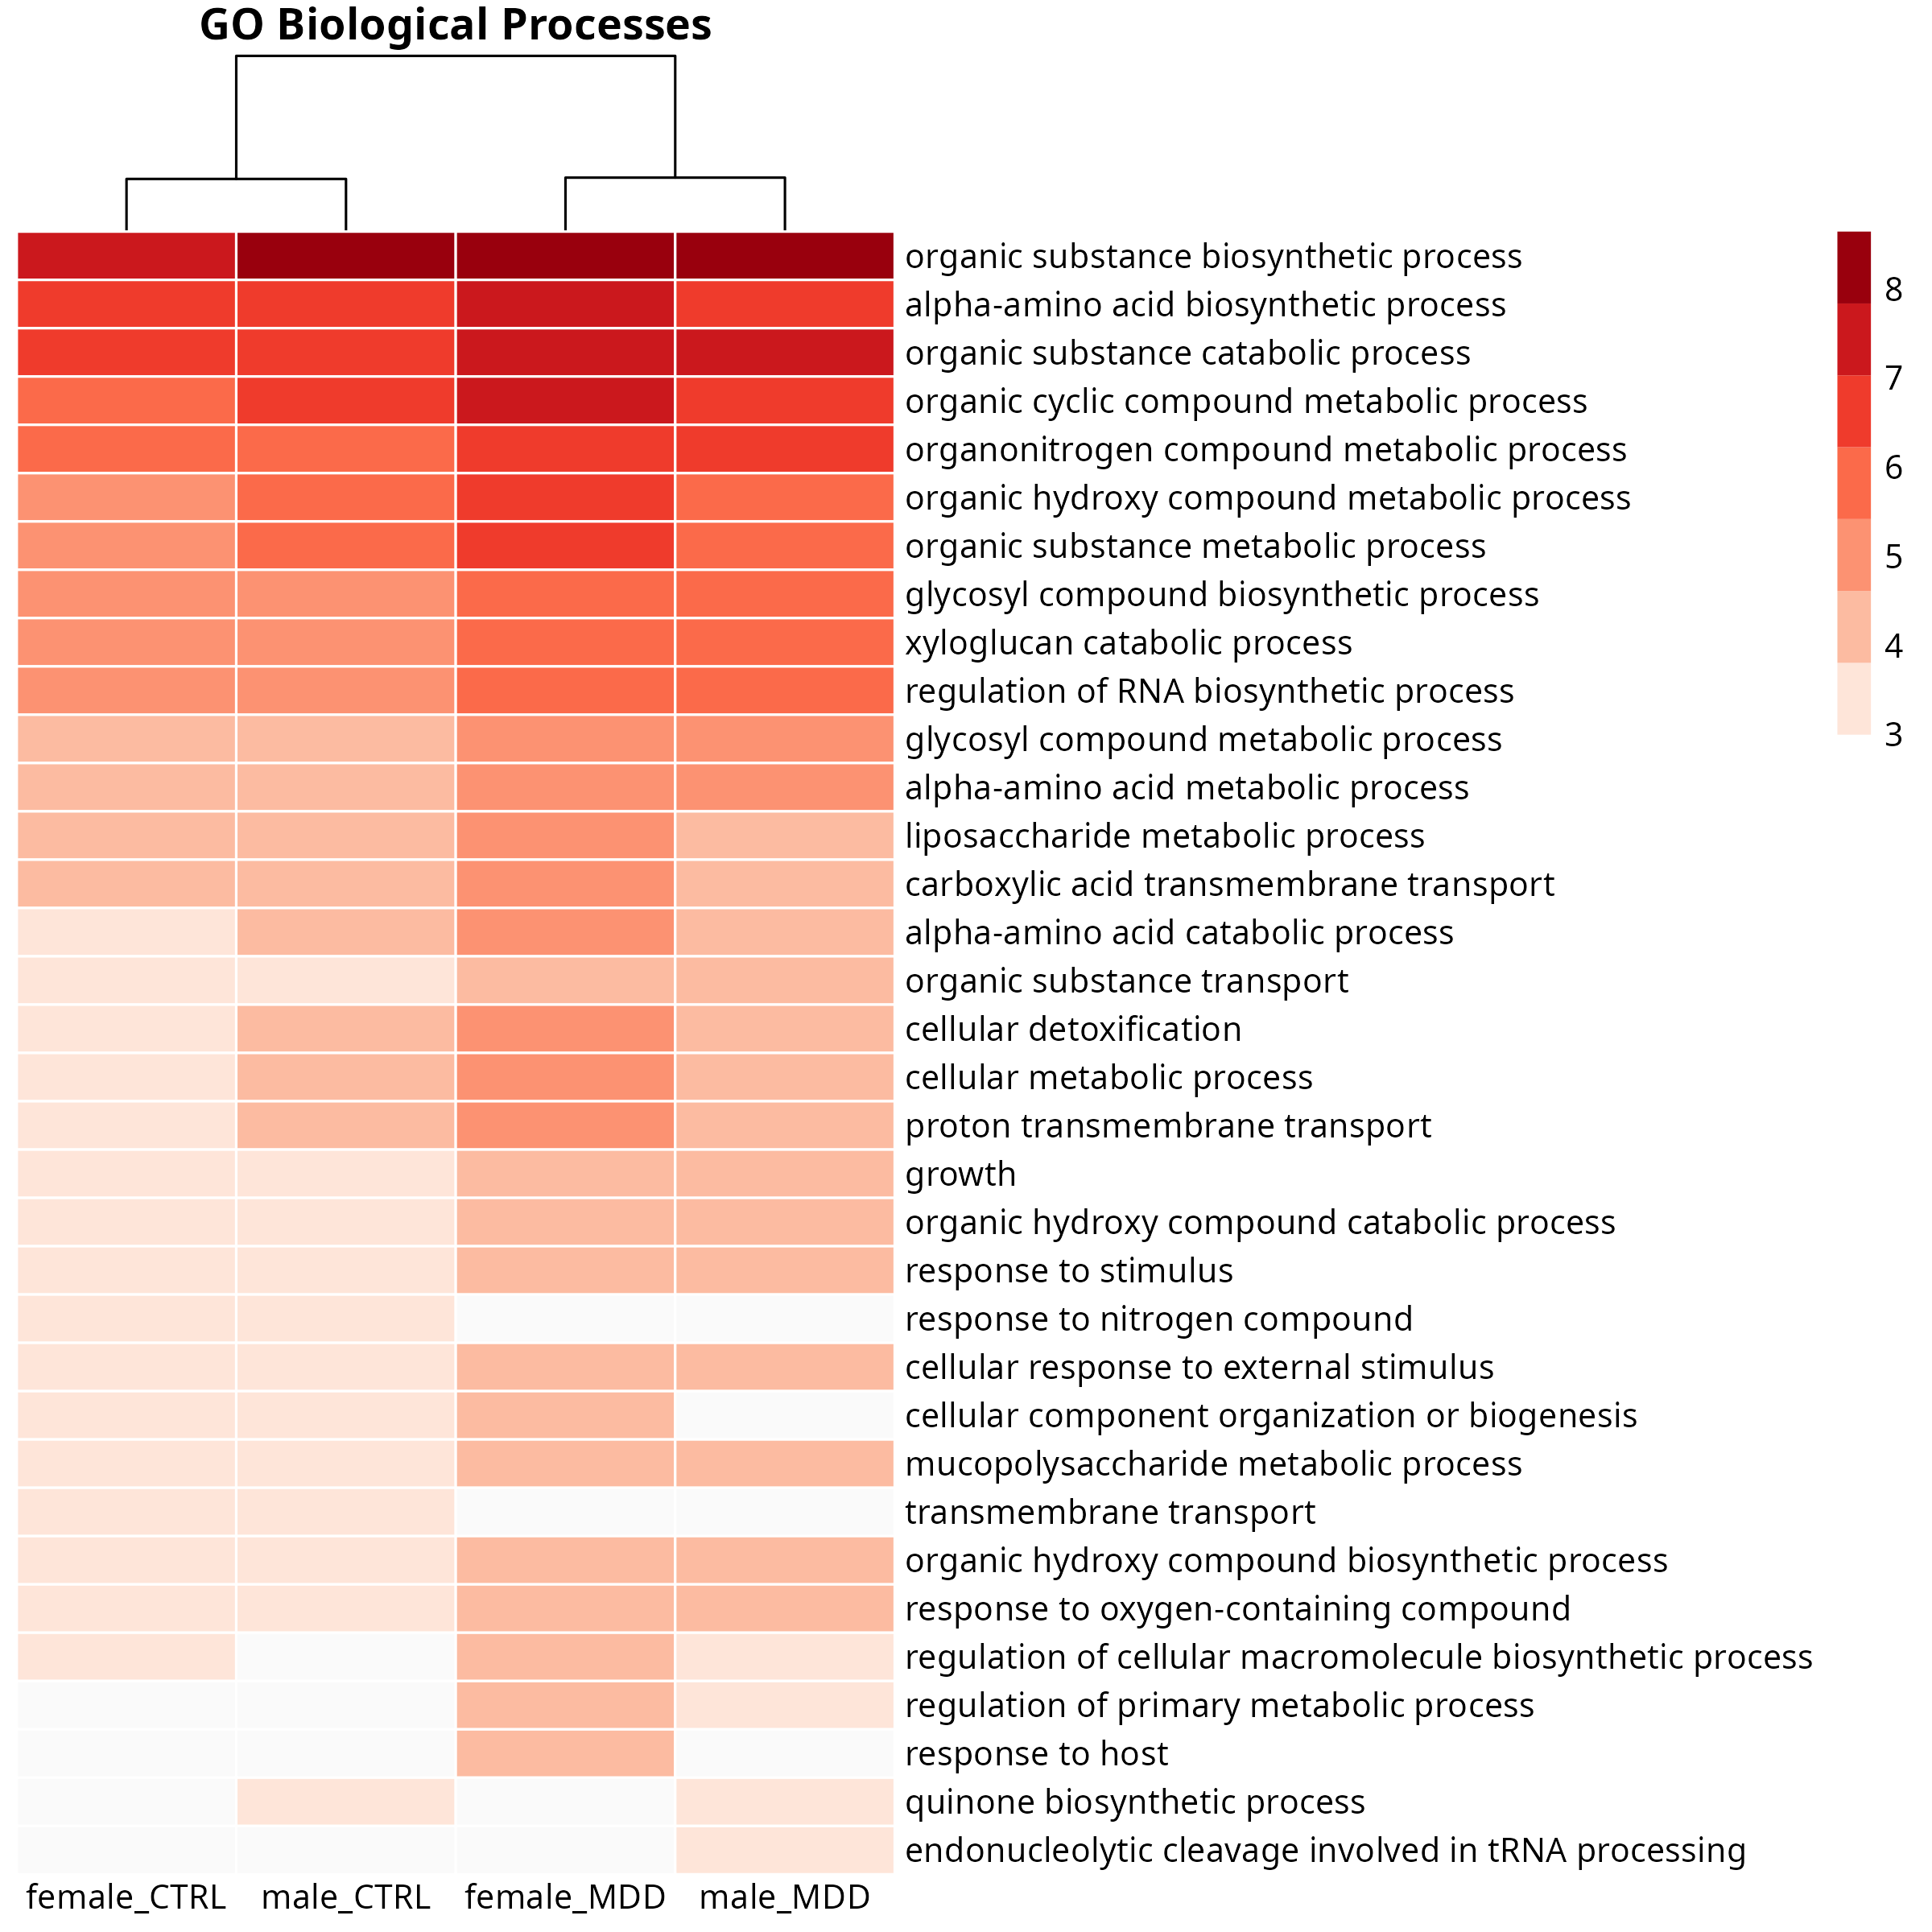 GO Biological Processes
organic substance biosynthetic process
alpha-amino acid biosynthetic process
organic substance catabolic process
organic cyclic compound metabolic process
organonitrogen compound metabolic process
organic hydroxy compound metabolic process
organic substance metabolic process
glycosyl compound biosynthetic process
xyloglucan catabolic process
regulation of RNA biosynthetic process
glycosyl compound metabolic process
alpha-amino acid metabolic process
liposaccharide metabolic process
carboxylic acid transmembrane transport
alpha-amino acid catabolic process
organic substance transport
cellular detoxification
cellular metabolic process
proton transmembrane transport
growth
organic hydroxy compound catabolic process
response to stimulus
response to nitrogen compound
cellular response to external stimulus
cellular component organization or biogenesis
mucopolysaccharide metabolic process
transmembrane transport
organic hydroxy compound biosynthetic process
response to oxygen-containing compound
regulation of cellular macromolecule biosynthetic process
regulation of primary metabolic process
response to host
quinone biosynthetic process
endonucleolytic cleavage involved in tRNA processing
female_CTRL male_CTRL female_MDD male_MDD
8
7
6
5
4
3